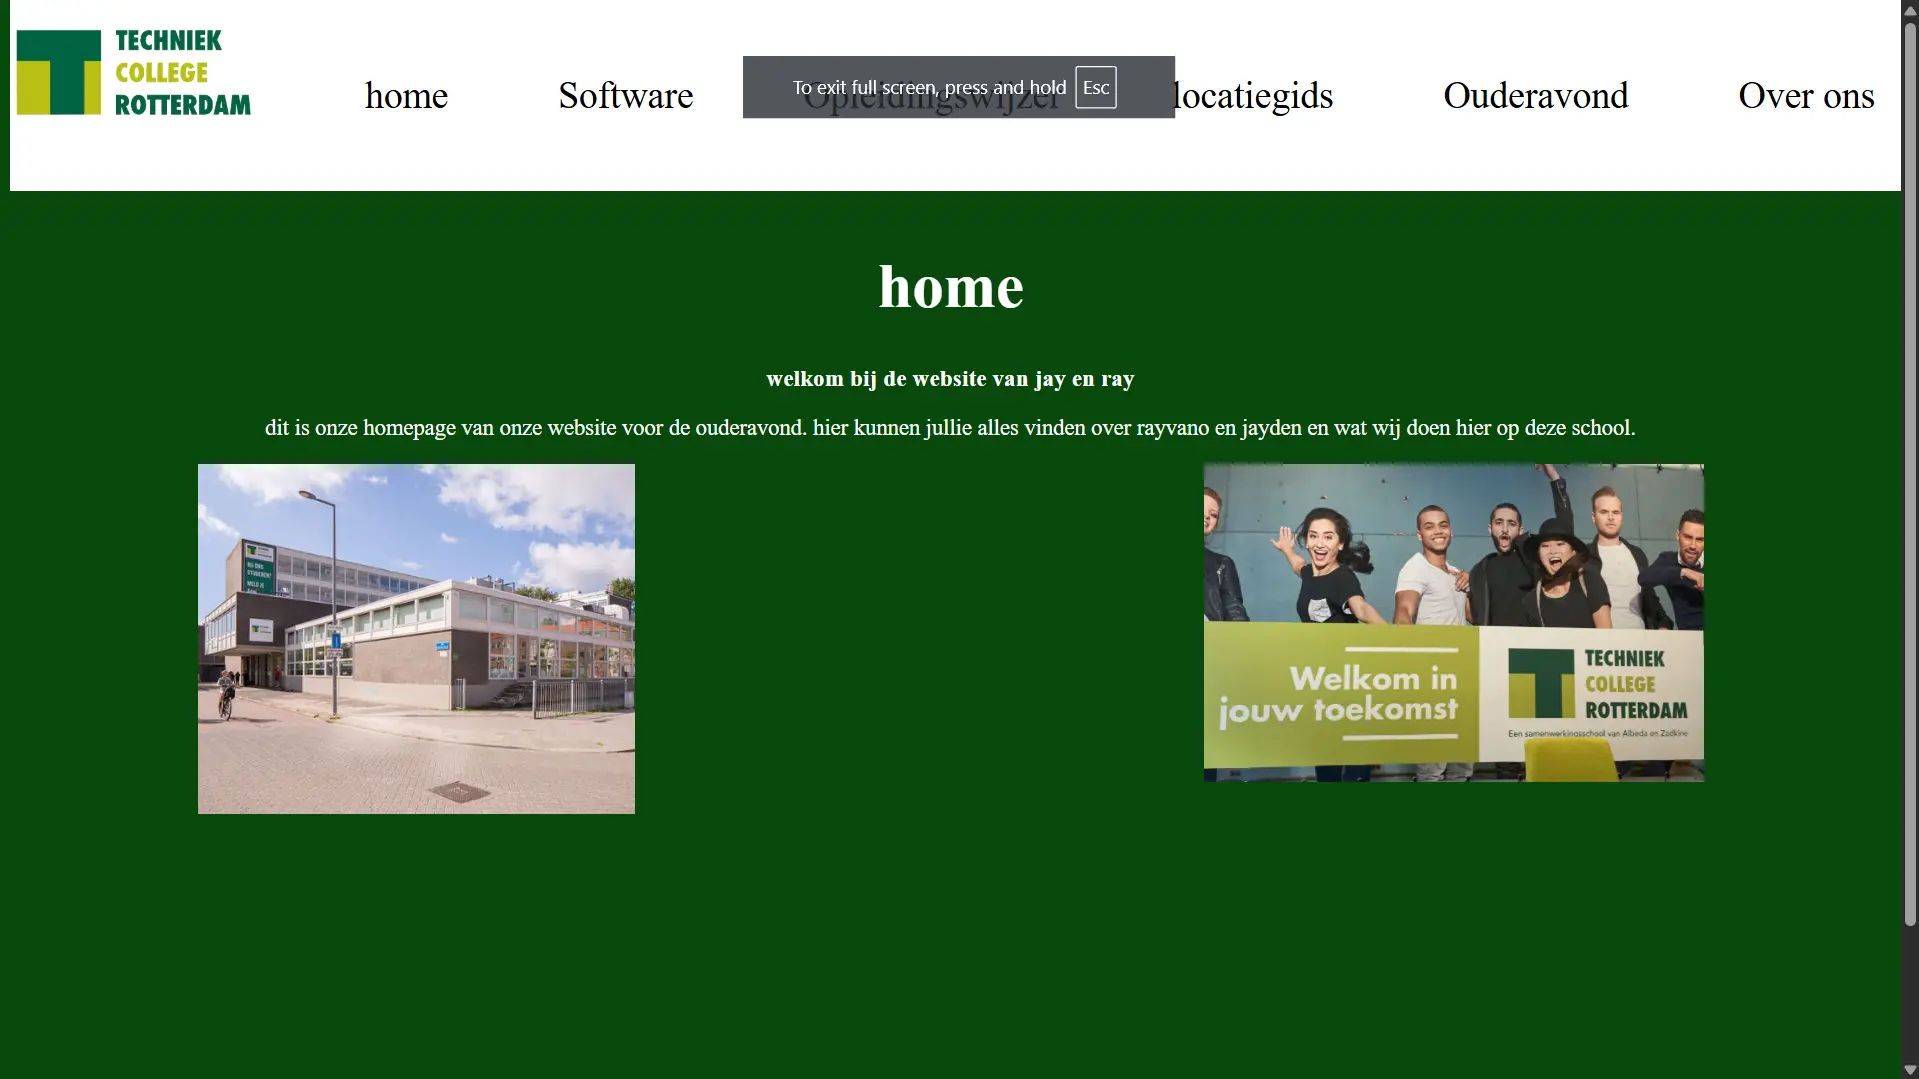 TECHNIEK
COLLEGE
ROTTERDAM
home
Software
Opleidingswijzer
To exit full screen, press and hold Esc
locatiegids
Ouderavond
Over ons
home
welkom bij de website van jay en ray
dit is onze homepage van onze website voor de ouderavond. hier kunnen jullie alles vinden over rayvano en jayden en wat wij doen hier op deze school.
Welkom in
jouw toekomst
TECHNIEK
COLLEGE
ROTTERDAM
Een samenwerkingsschool van Albeda en Zadkine